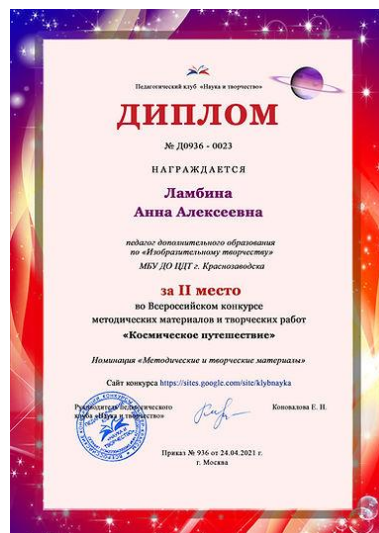 Педагогический клуб «Наука и творчество»
ДИПЛОМ
№ Д0936 - 0023
НАГРАЖДАЕТСЯ
Ламбина
Анна Алексеевна
педагог дополнительного образования
по «Изобразительному творчеству»
МБУ ДО ЦДТ г. Краснозаводска
за II место
во Всероссийском конкурсе
методических материалов и творческих работ
«Космическое путешествие»
Номинация «Методические и творческие материалы»
Сайт конкурса https://sites.google.com/site/klybnayka
Руководитель педагогического
клуба «Наука и творчество»
Коновалова Е. Н.
«НАУКА И
ТВОРЧЕСТВО»
Приказ № 936 от 24.04.2021 г.
г. Москва